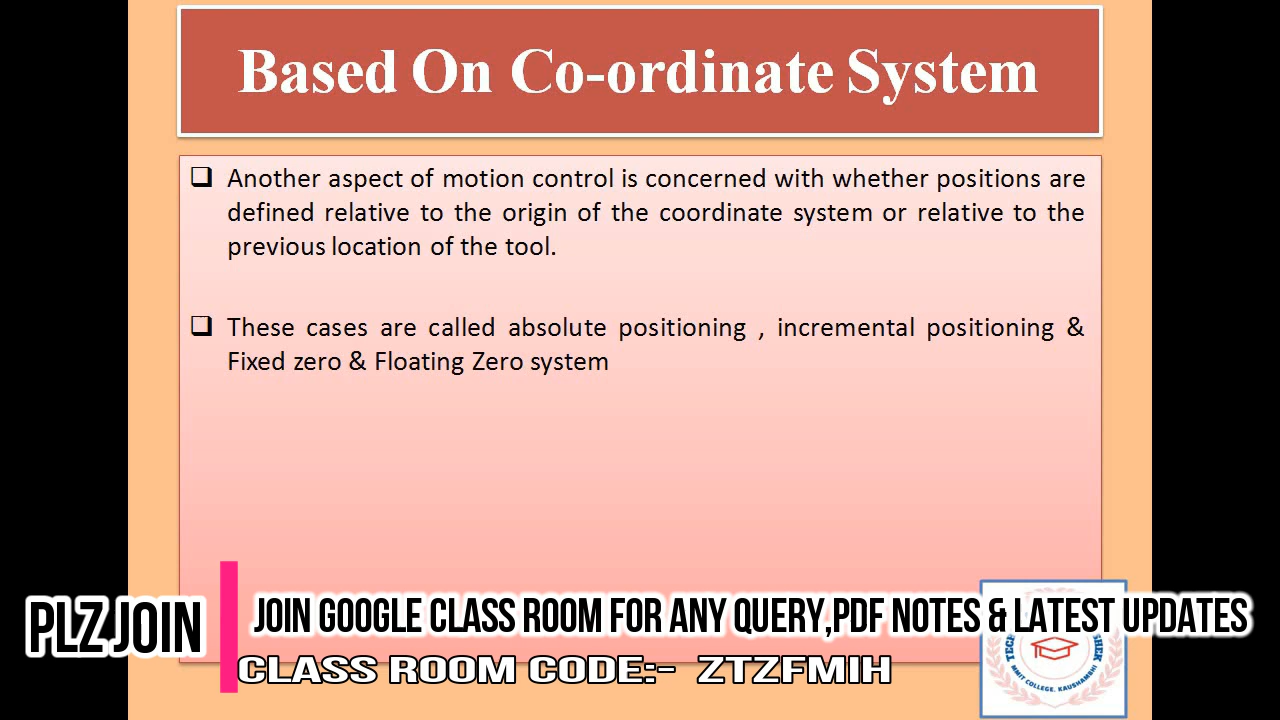 Based On Co-ordinate System
Another aspect of motion control is concerned with whether positions are
defined relative to the origin of the coordinate system or relative to the
previous location of the tool.
These cases are called absolute positioning , incremental positioning &
Fixed zero & Floating Zero system
PLZ JOIN
JOIN GOOGLE CLASS ROOM FOR ANY QUERY,PDF NOTES & LATEST UPDATES
CLASS ROOM CODE:- ZTZFMIH
MMIT COLLEGE, KAUSHAMBHI